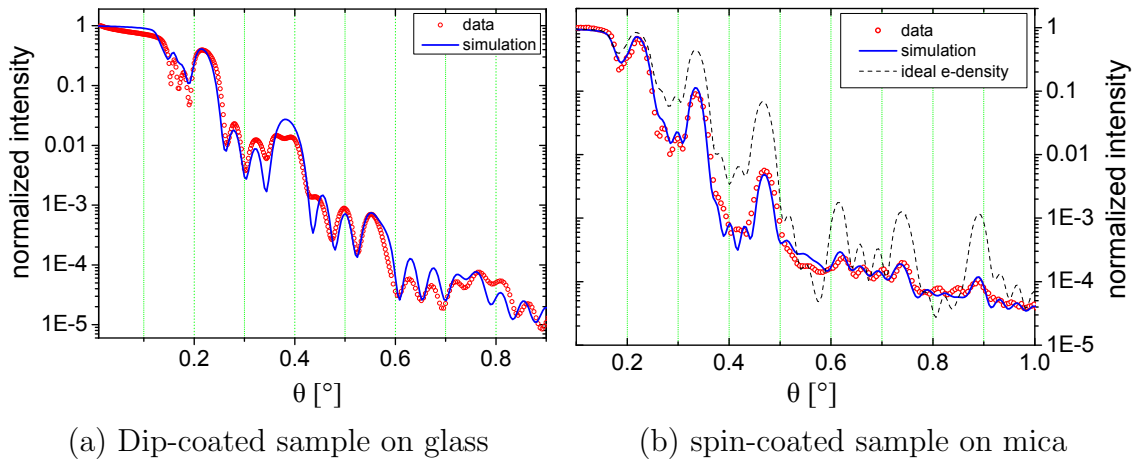 1
0.1
0.01
1E-3
1E-4
1E-5
normalized intensity
0.2 0.4 0.6 0.8
θ [°]
data
simulation
(a) Dip-coated sample on glass
data
simulation
ideal e-density
1
0.1
0.01
1E-3
1E-4
1E-5
normalized intensity
0.2 0.4 0.6 0.8 1.0
θ [°]
(b) spin-coated sample on mica